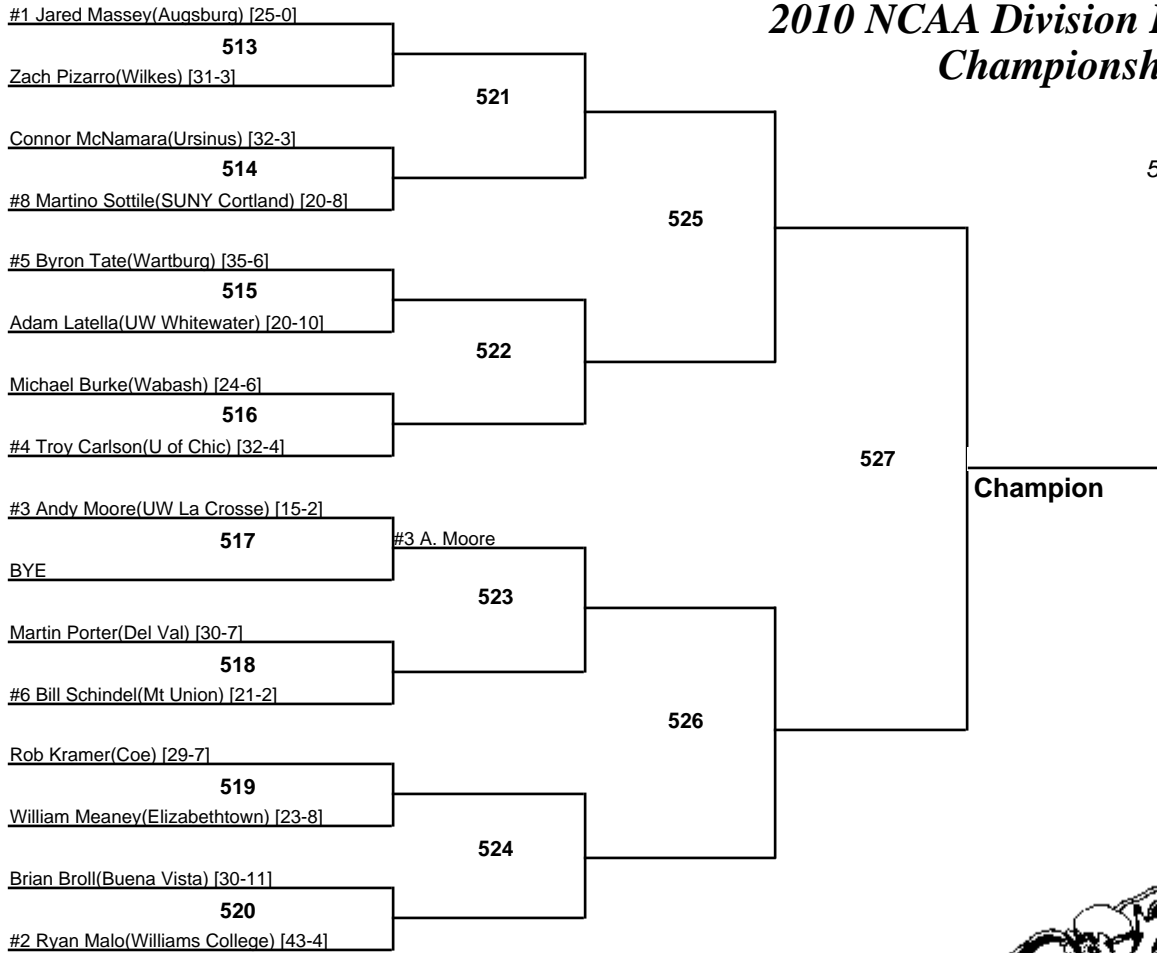 #1 Jared Massey(Augsburg) [25-0]
513
Zach Pizarro(Wilkes) [31-3]
521
Connor McNamara(Ursinus) [32-3]
514
#8 Martino Sottile(SUNY Cortland) [20-8]
525
#5 Byron Tate(Wartburg) [35-6]
515
Adam Latella(UW Whitewater) [20-10]
522
Michael Burke(Wabash) [24-6]
516
#4 Troy Carlson(U of Chic) [32-4]
527
Champion
#3 Andy Moore(UW La Crosse) [15-2]
517
#3 A. Moore
BYE
523
Martin Porter(Del Val) [30-7]
518
#6 Bill Schindel(Mt Union) [21-2]
526
Rob Kramer(Coe) [29-7]
519
William Meaney(Elizabethtown) [23-8]
524
Brian Broll(Buena Vista) [30-11]
520
#2 Ryan Malo(Williams College) [43-4]
2010 NCAA Division
Championsh
5